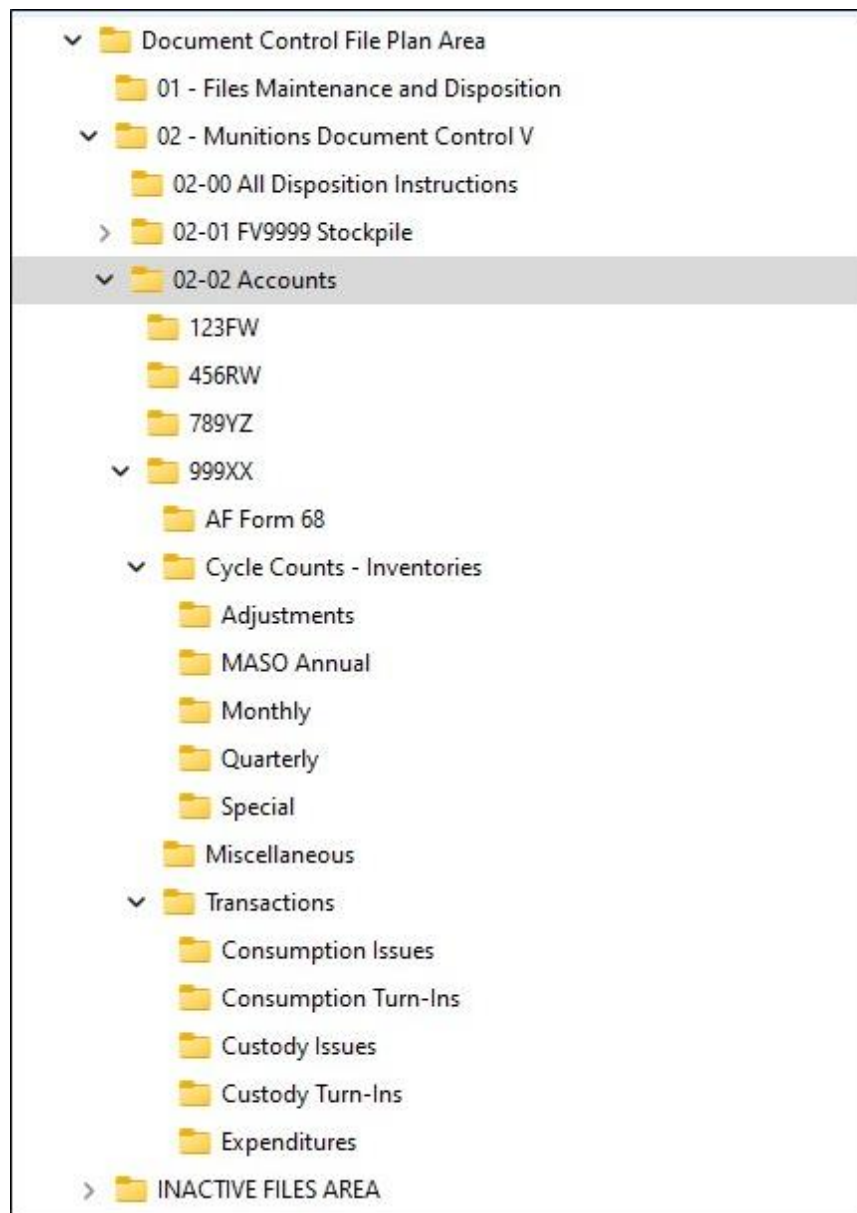 Document Control File Plan Area
01 - Files Maintenance and Disposition
02 - Munitions Document Control V
02-00 All Disposition Instructions
02-01 FV9999 Stockpile
02-02 Accounts
123FW
456RW
789YZ
999XX
AF Form 68
Cycle Counts - Inventories
Adjustments
MASO Annual
Monthly
Quarterly
Special
Miscellaneous
Transactions
Consumption Issues
Consumption Turn-Ins
Custody Issues
Custody Turn-Ins
Expenditures
INACTIVE FILES AREA